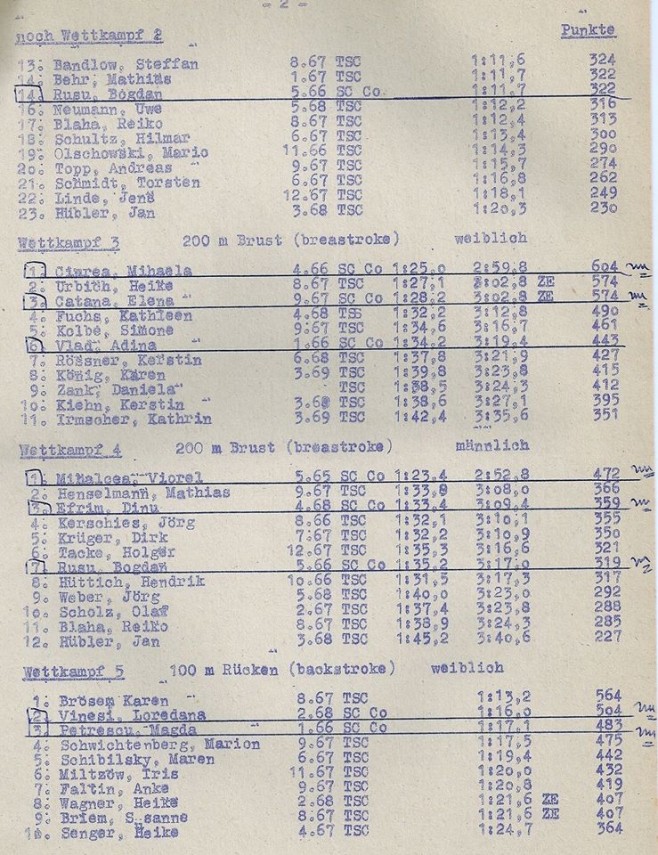 - 2 -
noch Wettkampf 2 Punkte
13. Bandlow, Steffan 8.67 TSC 1:11,6 324
14. Behr, Mathias 1.67 TSC 1:11,7 322
14. Rusu, Bogdan 5.66 SC Co. 1:11,7 322
16. Neumann, Uwe 5.68 TSC 1:12,2 316
17. Blaha, Reiko 8.67 TSC 1:12,4 313
18. Schultz, Hilmar 6.67 TSC 1:13,4 300
19. Olschowski, Mario 11.66 TSC 1:14,3 290
20. Topp, Andreas 9.67 TSC 1:15,7 274
21. Schmidt, Torsten 6.67 TSC 1:16,8 262
22. Linde, Jens 12.67 TSC 1:18,1 249
23. Hübler, Jan 3.68 TSC 1:20,3 230
Wettkampf 3 200 m Brust (breastroke) weiblich
1. Ciwrea, Mihaela 4.66 SC Co 1:25,0 2:59,8 604
2. Urbich, Heike 8.67 TSC 1:27,1 3:02,8 ZE 574
3. Catana, Elena 9.67 SC Co 1:28,2 3:02,8 ZE 574
4. Fuchs, Kathleen 4.68 TSS 1:32,2 3:12,8 490
5. Kolbe, Simone 9.67 TSC 1:34,6 3:16,7 461
6. Vlad, Adina 1.66 SC Co 1:34,2 3:19,4 443
7. Rössner, Kerstin 6.68 TSC 1:37,8 3:21,9 427
8. König, Karen 3.69 TSC 1:39,8 3:23,8 415
9. Zank, Daniela TSC 1:38,5 3:24,3 412
10. Kiehn, Kerstin 3.68 TSC 1:38,6 3:27,1 395
11. Irmscher, Kathrin 3.69 TSC 1:42,4 3:35,6 351
Wettkampf 4 200 m Brust (breastroke) männlich
1. Mihalcea, Viorel 5.65 SC Co 1:23,4 2:52,8 472
2. Henselmann, Mathias 9.67 TSC 1:33,8 3:08,0 366
3. Efrim, Dinu 4.68 SC Co 1:33,4 3:09,4 359
4. Kerschies, Jörg 8.66 TSC 1:32,1 3:10,1 355
5. Krüger, Dirk 7.67 TSC 1:32,2 3:10,9 350
6. Tacke, Holger 12.67 TSC 1:35,3 3:16,6 321
7. Rusu, Bogdan 5.66 SC Co 1:35,2 3:17,0 319
8. Hüttich, Hendrik 10.66 TSC 1:31,5 3:17,3 317
9. Weber, Jörg 5.68 TSC 1:40,0 3:23,0 292
10. Scholz, Olaf 2.67 TSC 1:37,4 3:23,8 288
11. Blaha, Reiko 8.67 TSC 1:38,9 3:24,3 285
12. Hübler, Jan 3.68 TSC 1:45,2 3:40,6 227
Wettkampf 5 100 m Rücken (backstroke) weiblich
1. Brösem Karen 8.67 TSC 1:13,2 564
2. Vinesi, Loredana 2.68 SC Co 1:16,0 504
3. Petrescu, Magda 1.66 SC Co 1:17,1 483
4. Schwichtenberg, Marion 9.67 TSC 1:17,5 475
5. Schibilsky, Maren 6.67 TSC 1:19,4 442
6. Miltzow, Iris 11.67 TSC 1:20,0 432
7. Faltin, Anke 9.67 TSC 1:20,8 419
8. Wagner, Heike 2.68 TSC 1:21,6 ZE 407
9. Briem, Susanne 8.67 TSC 1:21,6 ZE 407
10. Senger, Heike 4.67 TSC 1:24,7 364